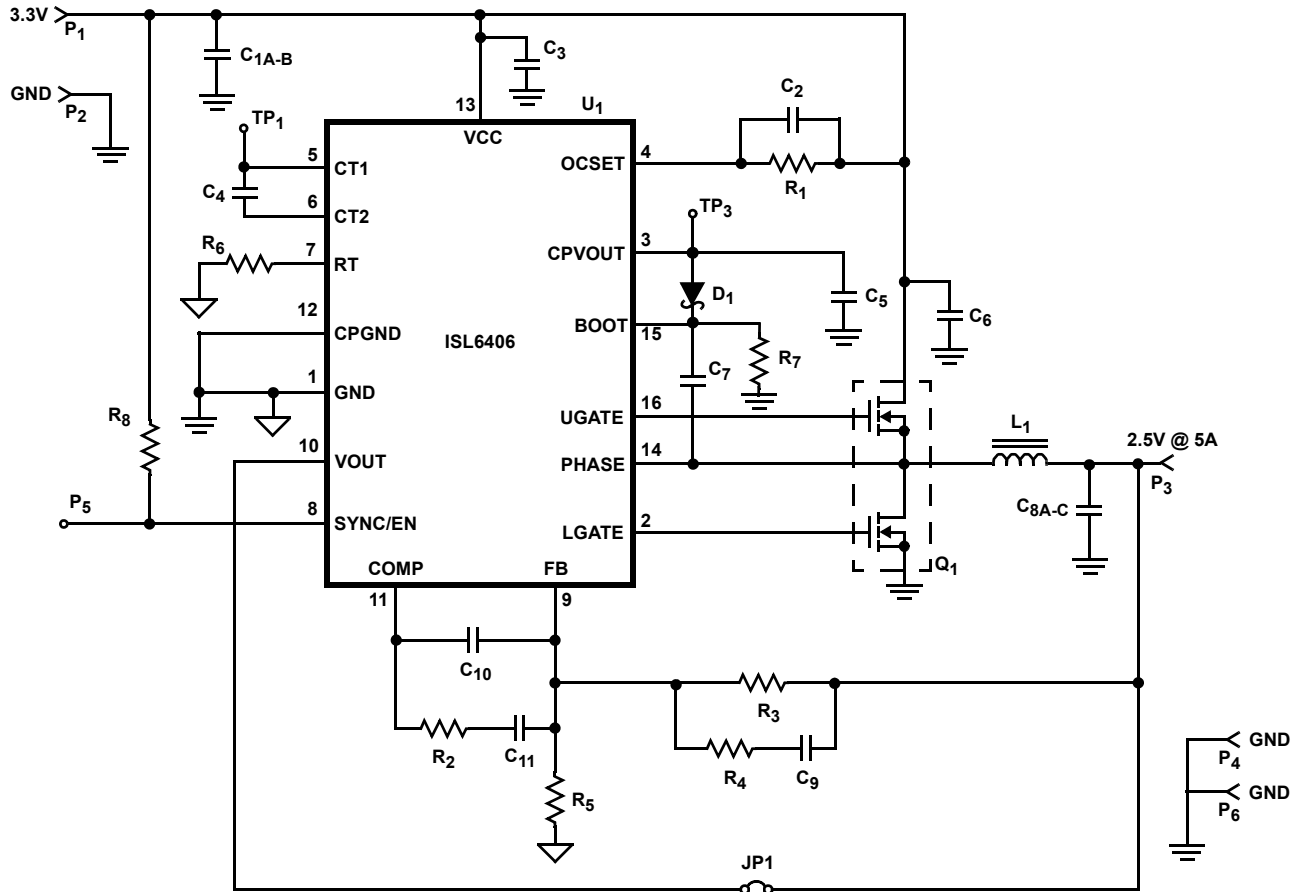 3.3V
P1
C1A-B
C3
GND
P2
TP1
13
U1
C2
VCC
5
CT1
4
OCSET
R1
C4
6
CT2
TP3
R6
7
RT
3
CPVOUT
D1
C5
12
CPGND
ISL6406
BOOT
15
C6
R7
C7
1
GND
R8
16
UGATE
L1
2.5V @ 5A
10
VOUT
14
PHASE
P3
C8A-C
P5
8
SYNC/EN
2
LGATE
Q1
COMP
FB
11
9
C10
R3
R2
C11
R4
C9
GND
P4
R5
GND
P6
JP1